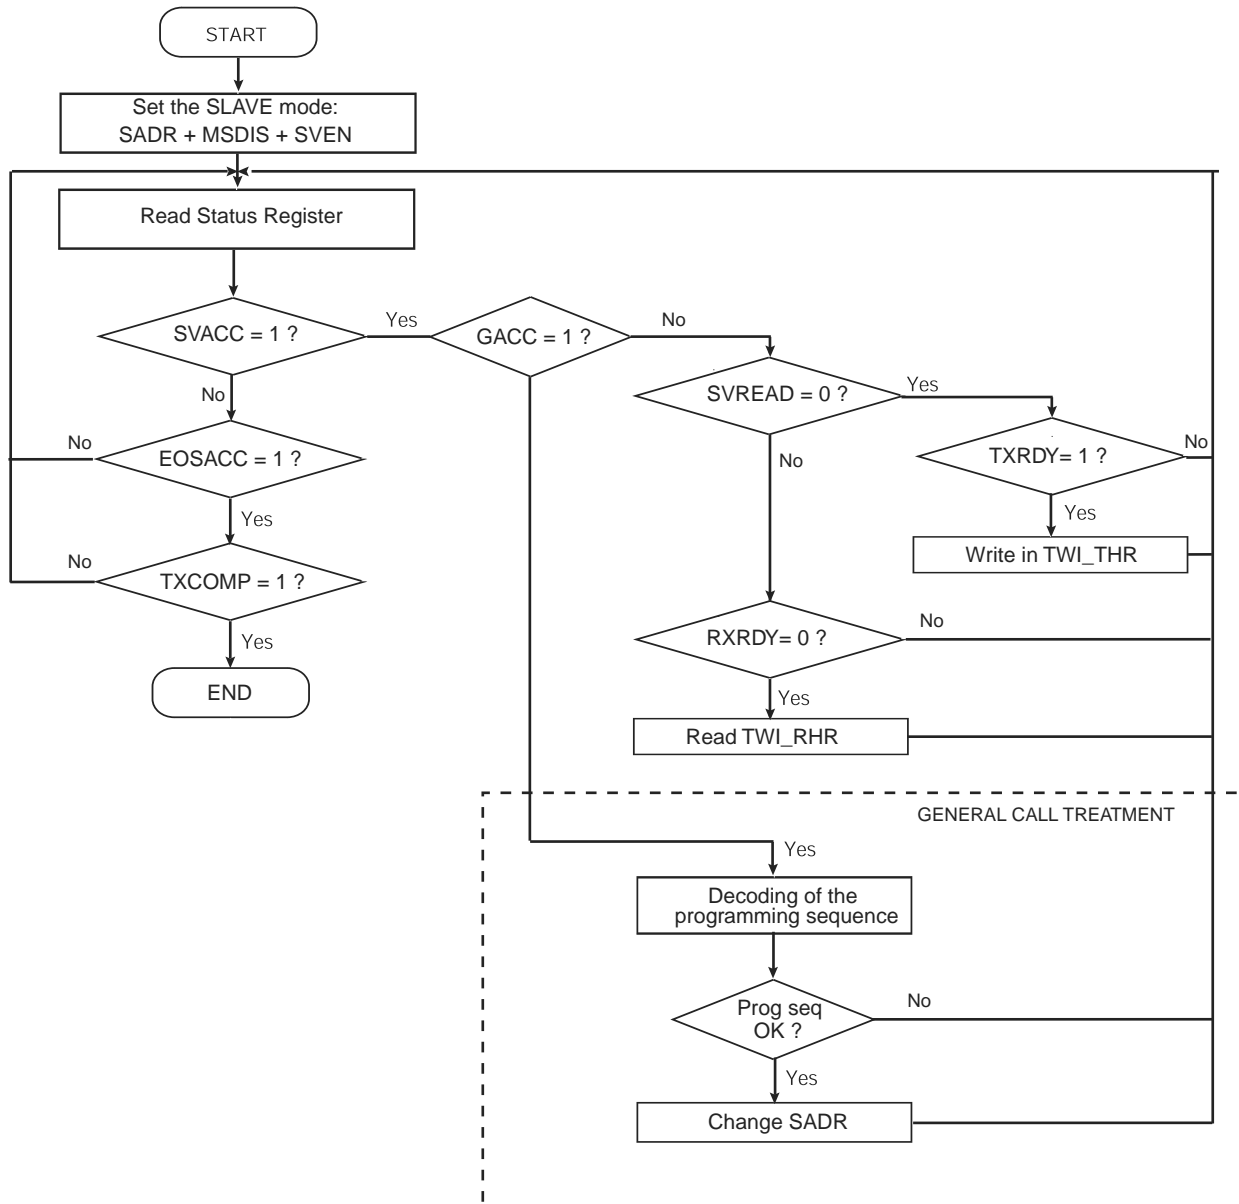 START
Set the SLAVE mode:
SADR + MSDIS + SVEN
Read Status Register
SVACC = 1 ?
Yes
GACC = 1 ?
No
SVREAD = 0 ?
Yes
No
No
EOSACC = 1 ?
No
TXRDY= 1 ?
No
Yes
Yes
Write in TWI_THR
No
TXCOMP = 1 ?
Yes
RXRDY= 0 ?
No
END
Yes
Read TWI_RHR
GENERAL CALL TREATMENT
Yes
Decoding of the
programming sequence
Prog seq
OK ?
No
Yes
Change SADR